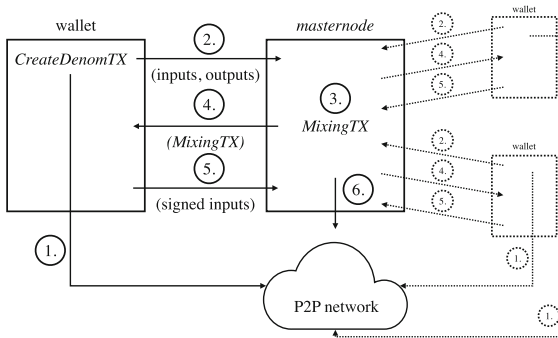 wallet
masternode
wallet
CreateDenomTX
2.
(inputs, outputs)
3.
MixingTX
4.
(MixingTX)
5.
(signed inputs)
6.
1.
P2P network
2.
4.
5.
wallet
2.
4.
5.
1.
1.